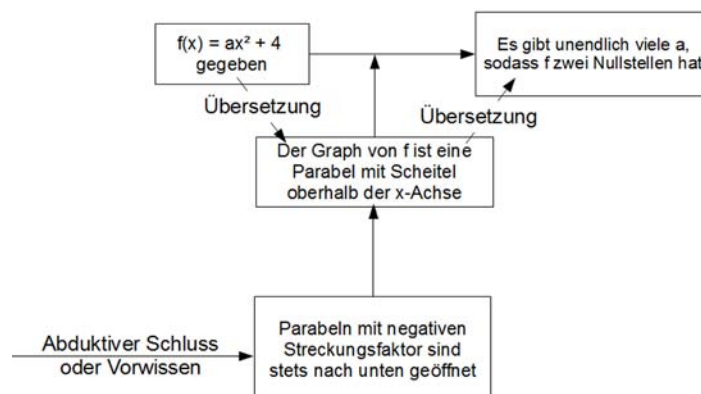 f(x) = ax² + 4
gegeben
Es gibt unendlich viele a,
sodass f zwei Nullstellen hat
Übersetzung
Übersetzung
Der Graph von f ist eine
Parabel mit Scheitel
oberhalb der x-Achse
Abduktiver Schluss
oder Vorwissen
Parabeln mit negativen
Streckungsfaktor sind
stets nach unten geöffnet